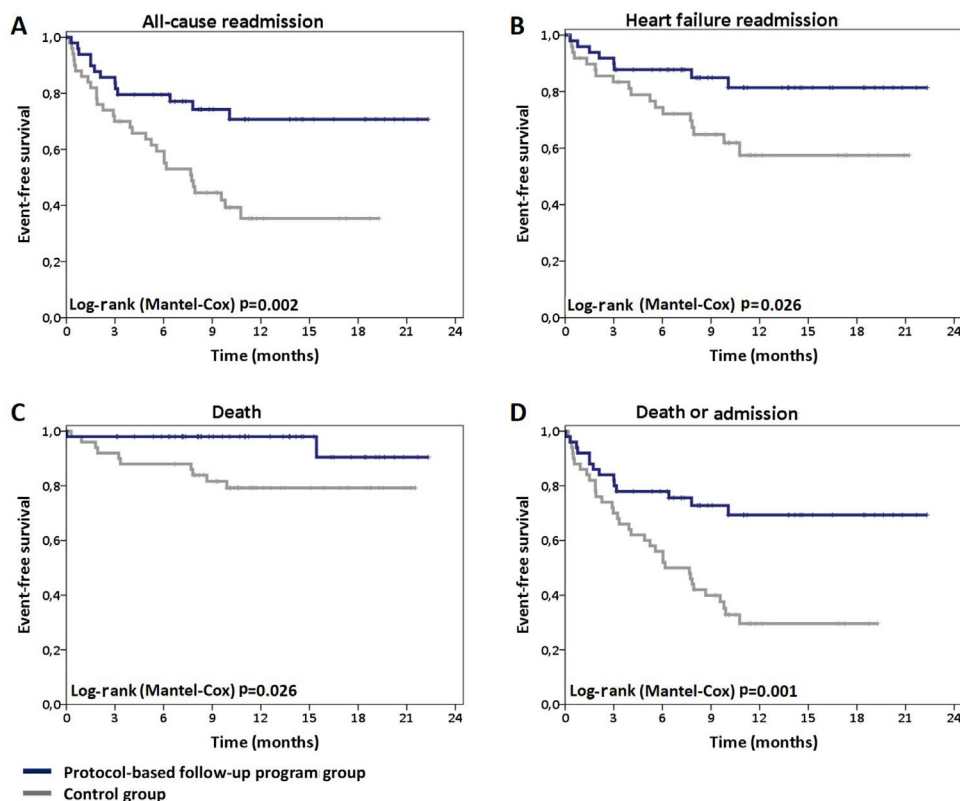 A
All-cause readmission
1,0
0,8
0,6
0,4
0,2
0,0
Event-free survival
Log-rank (Mantel-Cox) p=0.002
0 3 6 9 12 15 18 21 24
Time (months)
B
Heart failure readmission
1,0
0,8
0,6
0,4
0,2
0,0
Event-free survival
Log-rank (Mantel-Cox) p=0.026
0 3 6 9 12 15 18 21 24
Time (months)
C
Death
1,0
0,8
0,6
0,4
0,2
0,0
Event-free survival
Log-rank (Mantel-Cox) p=0.026
0 3 6 9 12 15 18 21 24
Time (months)
D
Death or admission
1,0
0,8
0,6
0,4
0,2
0,0
Event-free survival
Log-rank (Mantel-Cox) p=0.001
0 3 6 9 12 15 18 21 24
Time (months)
Protocol-based follow-up program group
Control group